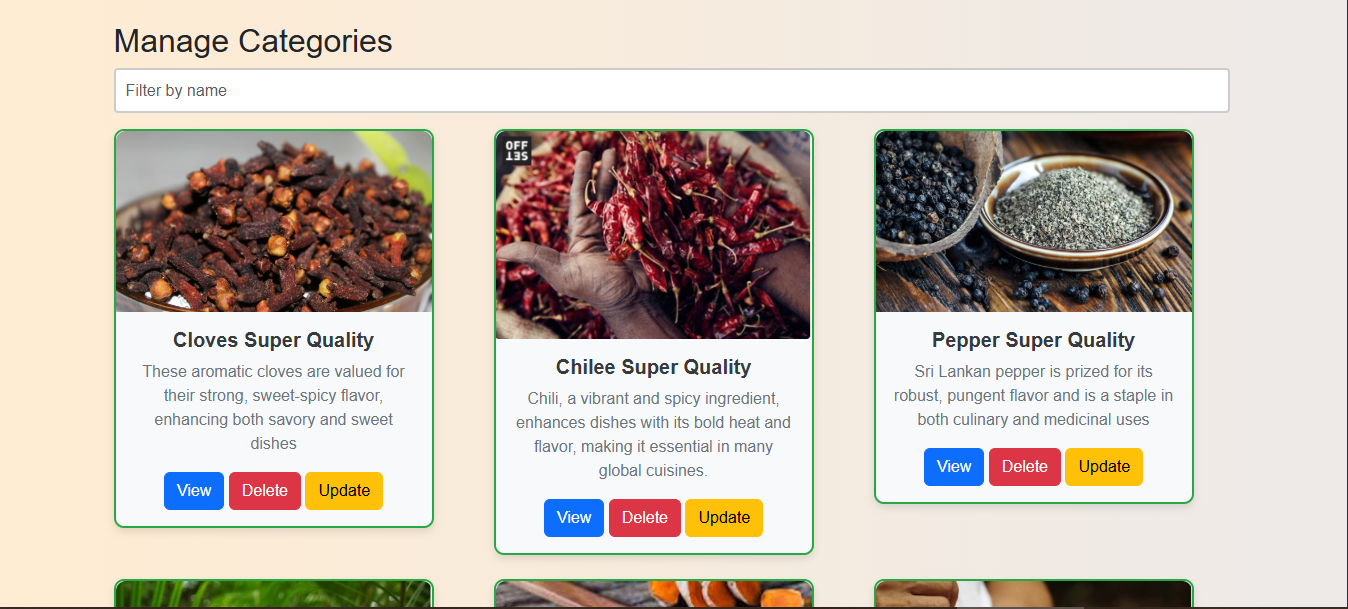 Manage Categories
Filter by name
Cloves Super Quality
These aromatic cloves are valued for
their strong, sweet-spicy flavor,
enhancing both savory and sweet
dishes
View Delete Update
OFF
SET
Chilee Super Quality
Chili, a vibrant and spicy ingredient,
enhances dishes with its bold heat and
flavor, making it essential in many
global cuisines.
View Delete Update
Pepper Super Quality
Sri Lankan pepper is prized for its
robust, pungent flavor and is a staple in
both culinary and medicinal uses
View Delete Update